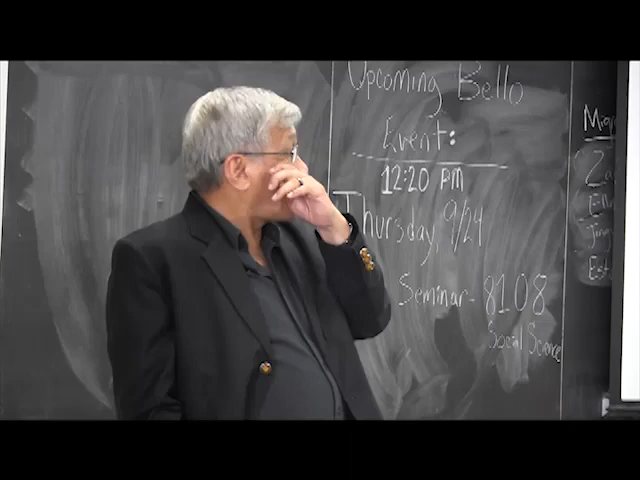 Upcoming Bello
Event:
12:20 PM
Thursday, 9/24
Seminar- 8108
Social Science